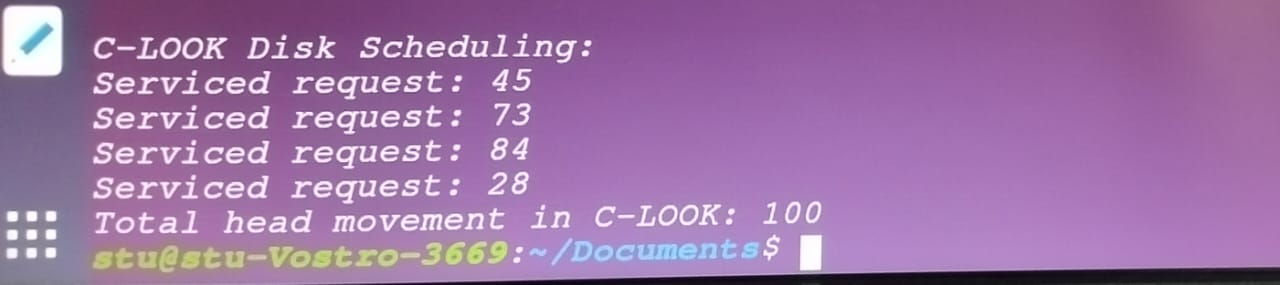 C-LOOK Disk Scheduling:
Serviced request: 45
Serviced request: 73
Serviced request: 84
Serviced request: 28
Total head movement in C-LOOK: 100
stu@stu-Vostro-3669:~/Documents$